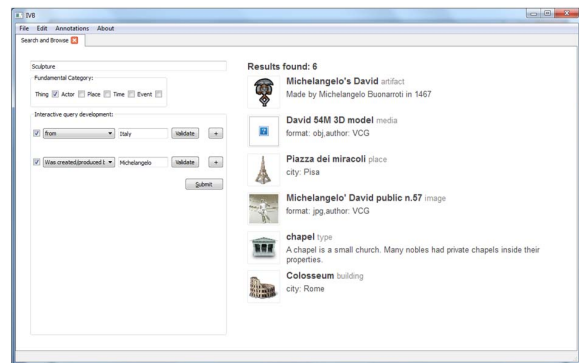 IVB
File Edit Annotations About
Search and Browse
Sculpture
Fundamental Category:
Thing Actor Place Time Event
Interactive query development:
from Italy Validate +
Was created/produced b Michelangelo Validate +
Submit
Results found: 6
Michelangelo's David artifact
Made by Michelangelo Buonarroti in 1467
David 54M 3D model media
format: obj,author: VCG
Piazza dei miracoli place
city: Pisa
Michelangelo' David public n.57 image
format: jpg,author: VCG
chapel type
A chapel is a small church. Many nobles had private chapels inside their
properties.
Colosseum building
city: Rome